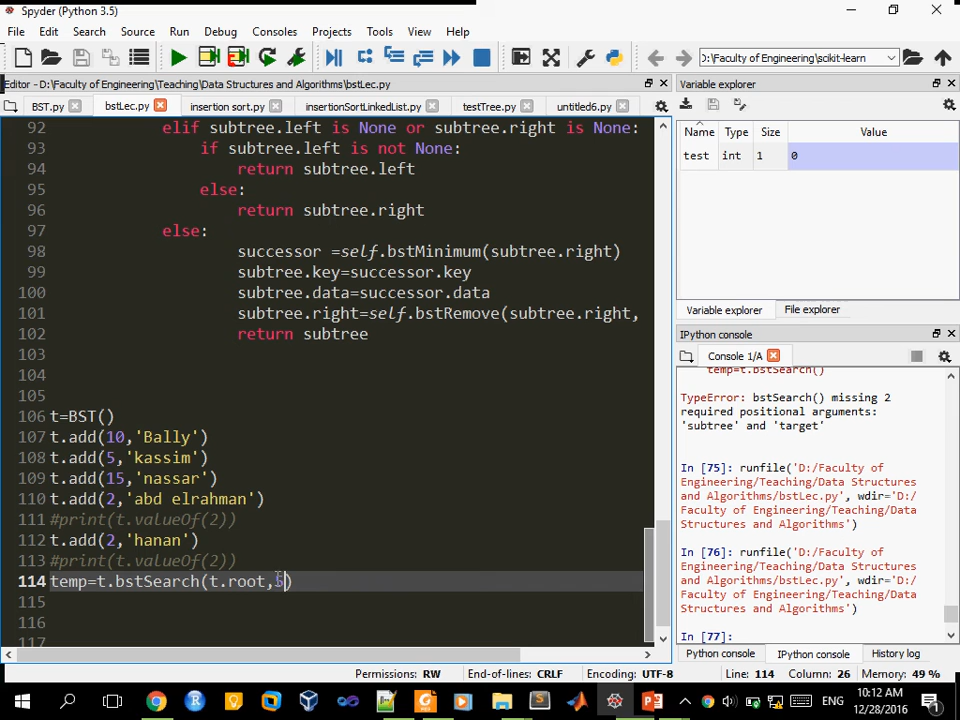 Spyder (Python 3.5)
File Edit Search Source Run Debug Consoles Projects Tools View Help
:\Faculty of Engineering\scikit-learn
Editor - D:\Faculty of Engineering\Teaching\Data Structures and Algorithms\bstLec.py
BST.py bstLec.py insertion sort.py insertionSortLinkedList.py testTree.py untitled6.py
92 elif subtree.left is None or subtree.right is None:
93 if subtree.left is not None:
94 return subtree.left
95 else:
96 return subtree.right
97 else:
98 successor =self.bstMinimum(subtree.right)
99 subtree.key=successor.key
100 subtree.data=successor.data
101 subtree.right=self.bstRemove(subtree.right,
102 return subtree
103
104
105
106 t=BST()
107 t.add(10,'Bally')
108 t.add(5,'kassim')
109 t.add(15,'nassar')
110 t.add(2,'abd elrahman')
111 #print(t.valueOf(2))
112 t.add(2,'hanan')
113 #print(t.valueOf(2))
114 temp=t.bstSearch(t.root,5)
115
116
117
Variable explorer
Name Type Size Value
test int 1 0
Variable explorer File explorer
IPython console
Console 1/A
temp=t.bstSearch()
TypeError: bstSearch() missing 2
required positional arguments:
'subtree' and 'target'
In [75]: runfile('D:/Faculty of
Engineering/Teaching/Data Structures
and Algorithms/bstLec.py', wdir='D:/
Faculty of Engineering/Teaching/Data
Structures and Algorithms')
In [76]: runfile('D:/Faculty of
Engineering/Teaching/Data Structures
and Algorithms/bstLec.py', wdir='D:/
Faculty of Engineering/Teaching/Data
Structures and Algorithms')
In [77]:
Python console IPython console History log
Permissions: RW End-of-lines: CRLF Encoding: UTF-8 Line: 114 Column: 26 Memory: 49 %
ENG
10:12 AM
12/28/2016